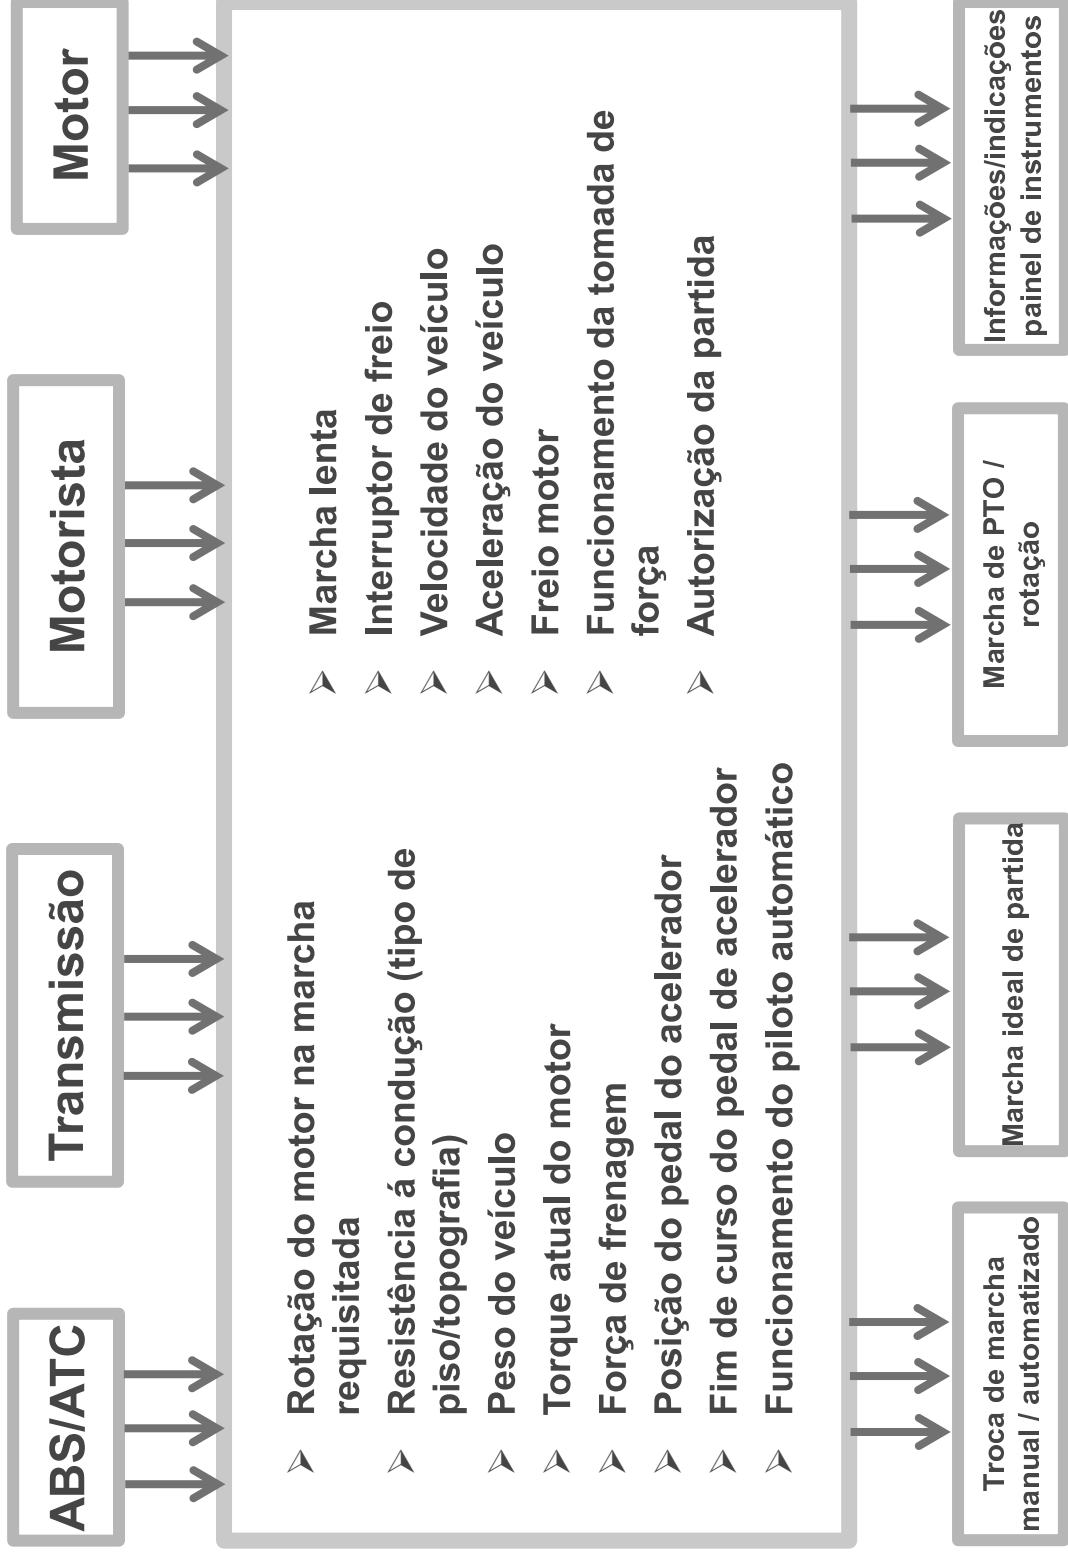 ABS/ATC
Transmissão
Motorista
Motor
Rotação do motor na marcha
requisitada
Resistência á condução (tipo de
piso/topografia)
Peso do veículo
Torque atual do motor
Força de frenagem
Posição do pedal do acelerador
Fim de curso do pedal de acelerador
Funcionamento do piloto automático
Marcha lenta
Interruptor de freio
Velocidade do veículo
Aceleração do veículo
Freio motor
Funcionamento da tomada de
força
Autorização da partida
Troca de marcha
manual / automatizado
Marcha ideal de partida
Marcha de PTO /
rotação
Informações/indicações
painel de instrumentos